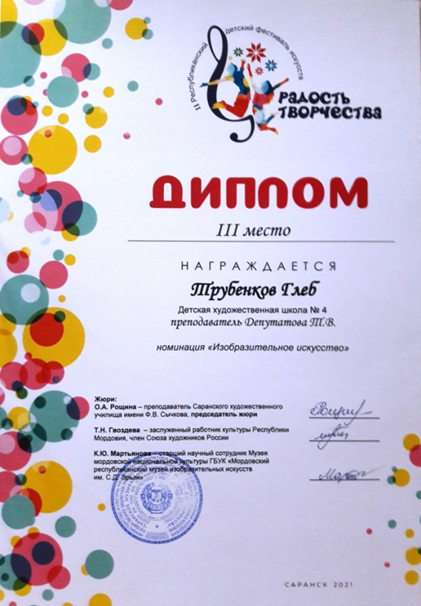 II Республиканский детский фестиваль искусств
РАДОСТЬ
ТВОРЧЕСТВА
ДИПЛОМ
III место
НАГРАЖДАЕТСЯ
Трубенков Глеб
Детская художественная школа № 4
преподаватель Депутатова Т.В.
номинация «Изобразительное искусство»
Жюри:
О.А. Рощина – преподаватель Саранского художественного
училища имени Ф.В. Сычкова, председатель жюри
Т.Н. Гвоздева – заслуженный работник культуры Республики
Мордовия, член Союза художников России
К.Ю. Мартьянова – старший научный сотрудник Музея
мордовской национальной культуры ГБУК «Мордовский
республиканский музей изобразительных искусств
им. С.Д. Эрьзи»
САРАНСК 2021